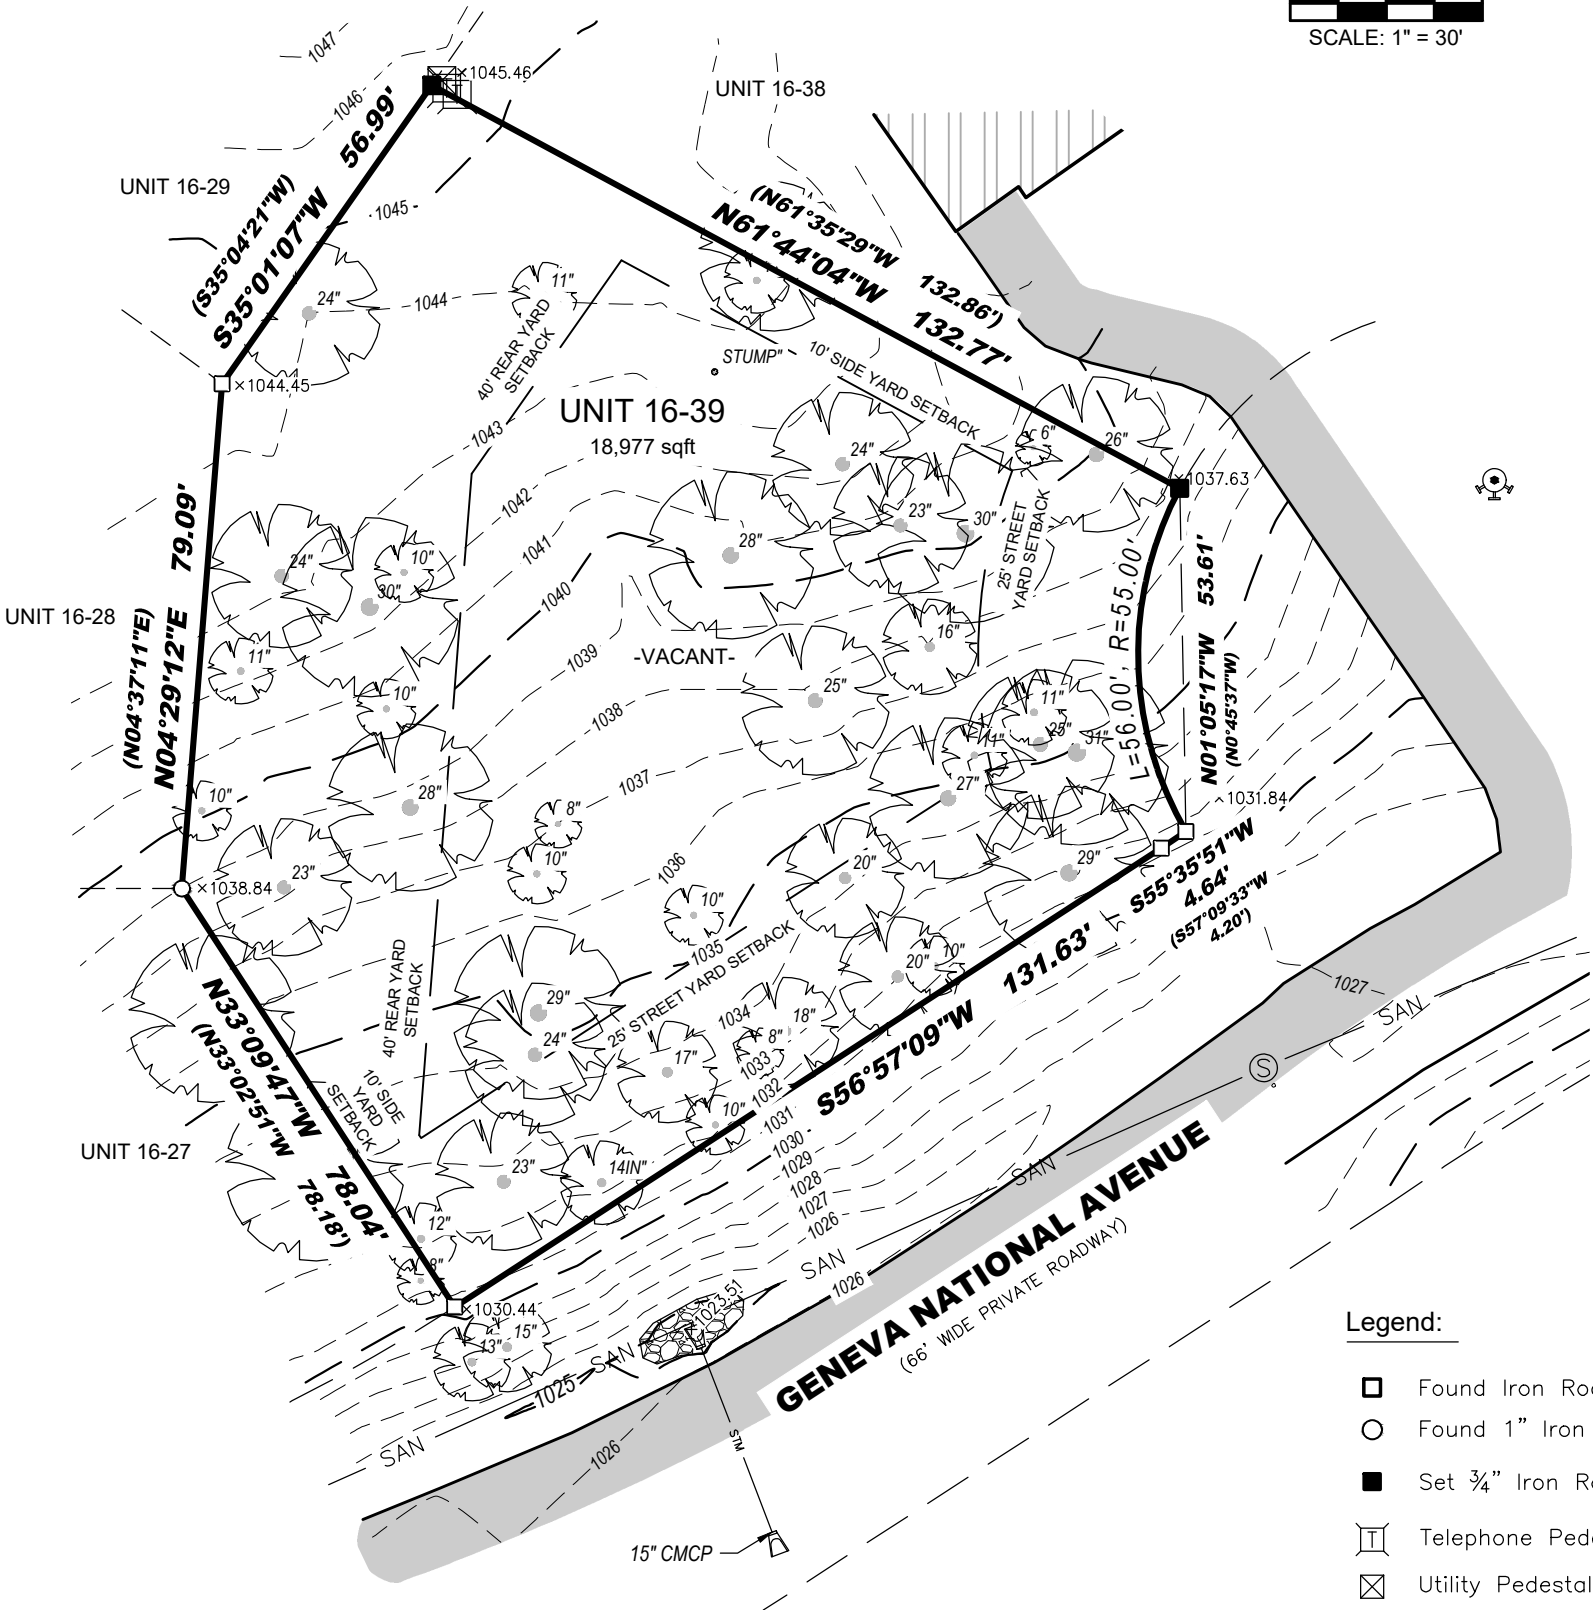 SCALE: 1" = 30'
1047
1046
×1045.46
UNIT 16-38
56.99'
UNIT 16-29
(S35°04'21"W)
S35°01'07"W
1045
(N61°35'29"W 132.86')
N61°44'04"W 132.77'
24"
1044
11"
40' REAR YARD
SETBACK
STUMP"
10' SIDE YARD SETBACK
×1044.45
UNIT 16-39
18,977 sqft
1043
24"
6"
26"
×1037.63
1042
23"
30"
25' STREET
YARD SETBACK
28"
1041
24"
10"
30"
1040
79.09'
N04°29'12"E
(N04°37'11"E)
UNIT 16-28
L=56.00', R=55.00'
53.61'
N01°05'17"W
(N0°45'37"W)
16"
1039
-VACANT-
11"
10"
25"
1038
11"
25"
31"
11"
27"
1037
28"
10"
8"
10"
1031.84
20"
29"
1036
S55°35'51"W
4.64'
(S57°09'33"W
4.20')
23"
×1038.84
10"
1035
25' STREET YARD SETBACK
20"
10"
131.63'
S56°57'09"W
40' REAR YARD
SETBACK
N33°09'47"W 78.04'
(N33°02'51"W 78.18')
29"
24"
1034
18"
8"
1033
17"
1032
10"
1031
1030
1029
1028
1027
1026
10' SIDE
YARD
SETBACK
UNIT 16-27
23"
14IN"
12"
8"
×1030.44
15"
13"
1027
SAN
S
SAN
SAN
1026
1023.51
SAN
1025
SAN
1026
GENEVA NATIONAL AVENUE
(66' WIDE PRIVATE ROADWAY)
STM
15" CMCP
Legend:
Found Iron
Found 1" Iron
Set ¾" Iron
T Telephone
Utility Pedestal